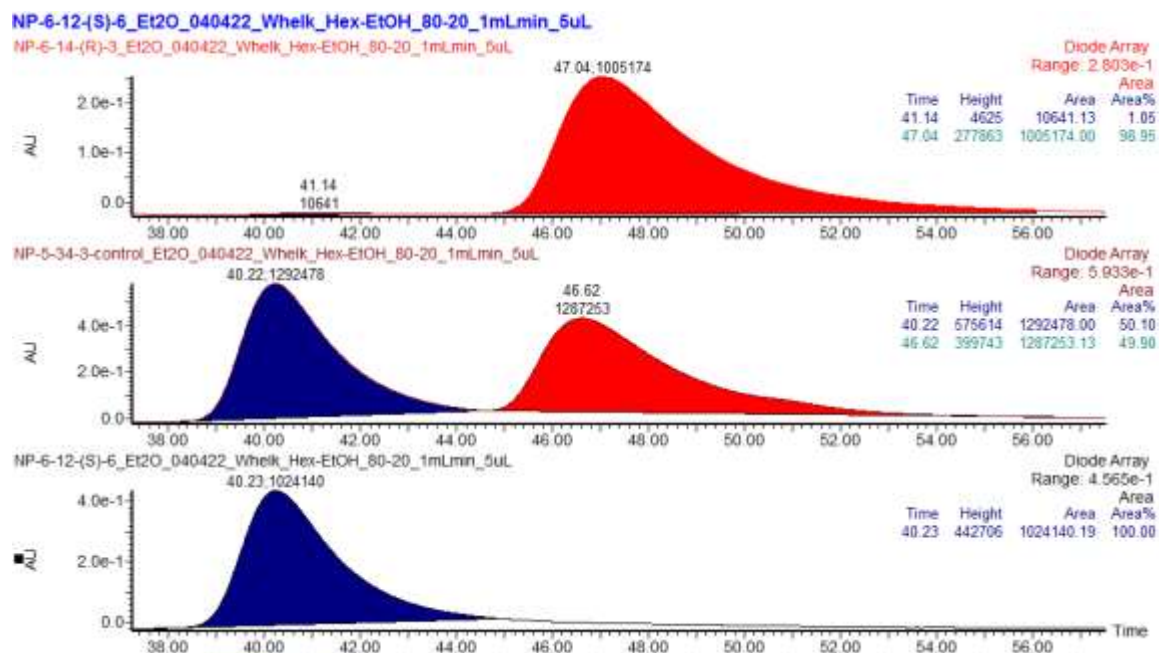 NP-6-12-(S)-6_Et2O_040422_Whelk_Hex-EtOH_80-20_1mLmin_5uL
NP-6-14-(R)-3_Et2O_040422_Whelk_Hex-EtOH_80-20_1mLmin_5uL
Diode Array
Range: 2.803e-1
Area
47.04;1005174
Time Height Area Area%
41.14 4625 10641.13 1.05
47.04 277863 1005174.00 98.95
2.0e-1
AU
1.0e-1
41.14
10641
0.0
38.00 40.00 42.00 44.00 46.00 48.00 50.00 52.00 54.00 56.00
NP-5-34-3-control_Et2O_040422_Whelk_Hex-EtOH_80-20_1mLmin_5uL
Diode Array
Range: 5.933e-1
Area
40.22;1292478
46.62
1287253
Time Height Area Area%
40.22 575614 1292478.00 50.10
46.62 399743 1287253.13 49.90
4.0e-1
AU
2.0e-1
0.0
38.00 40.00 42.00 44.00 46.00 48.00 50.00 52.00 54.00 56.00
NP-6-12-(S)-6_Et2O_040422_Whelk_Hex-EtOH_80-20_1mLmin_5uL
Diode Array
Range: 4.565e-1
Area
40.23;1024140
Time Height Area Area%
40.23 442706 1024140.19 100.00
4.0e-1
AU
2.0e-1
0.0
Time
38.00 40.00 42.00 44.00 46.00 48.00 50.00 52.00 54.00 56.00